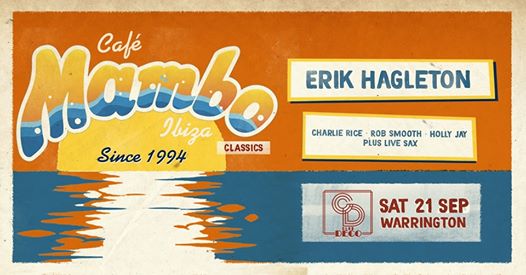 Café
Mambo
Ibiza
CLASSICS
Since 1994
ERIK HAGLETON
CHARLIE RICE · ROB SMOOTH · HOLLY JAY
PLUS LIVE SAX
DECO
SAT 21 SEP
WARRINGTON